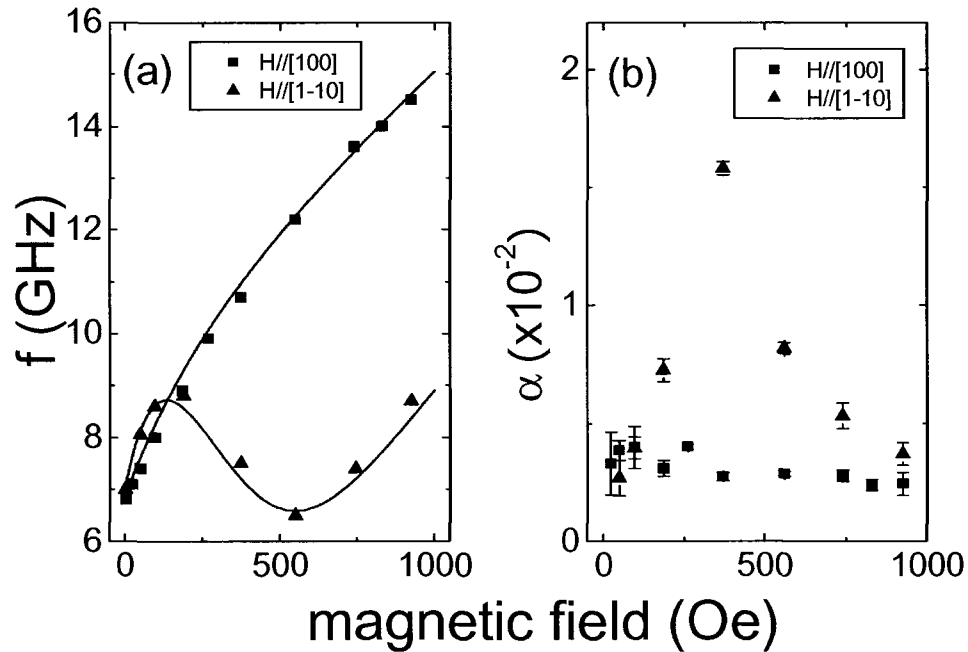 (a)
H//[100]
H//[1-10]
f (GHz)
16
14
12
10
8
6
0
500
1000
(b)
H//[100]
H//[1-10]
α (x10⁻²)
2
1
0
0
500
1000
magnetic field (Oe)